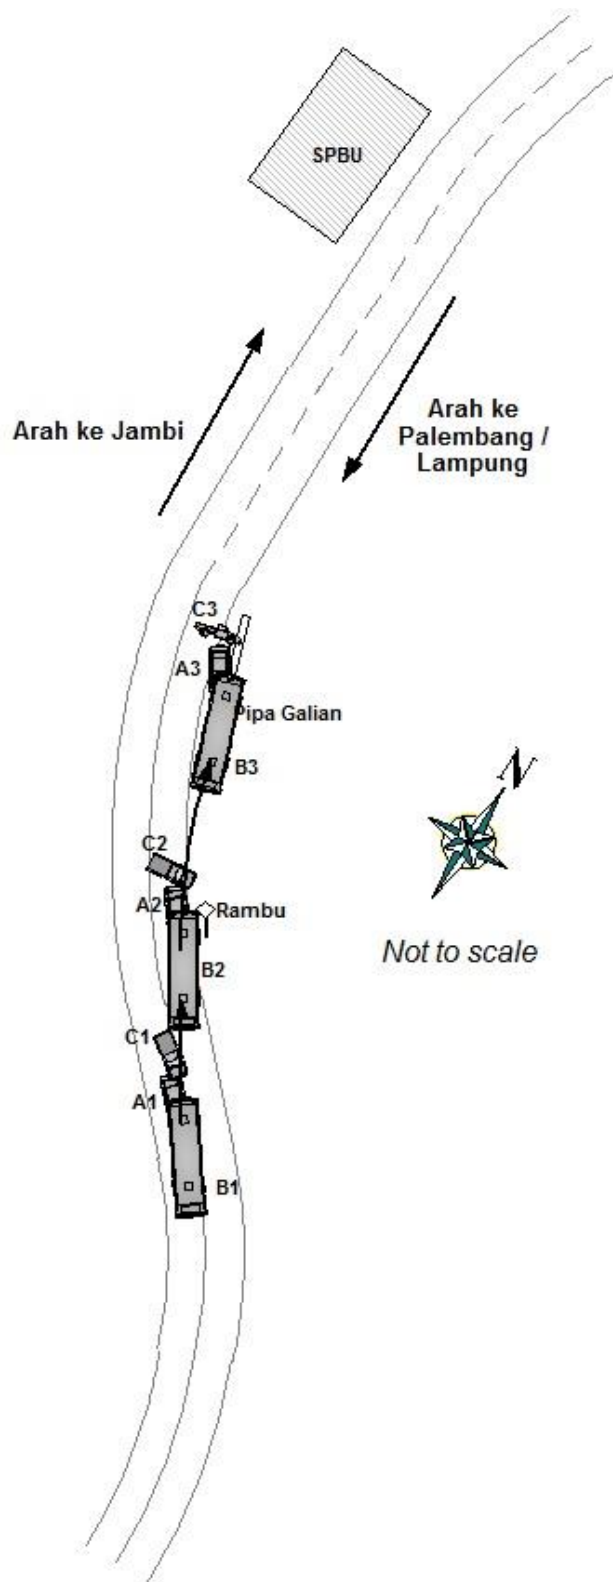 SPBU
Arah ke Jambi
Arah ke
Palembang /
Lampung
C3
A3
Pipa Galian
B3
N
C2
A2
Rambu
Not to scale
B2
C1
A1
B1